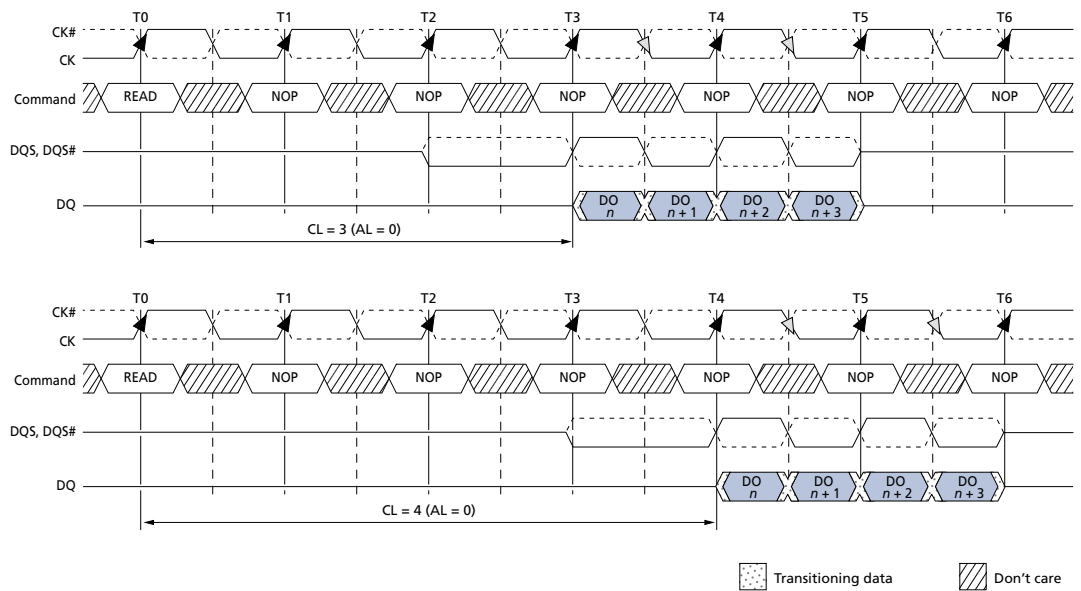 T0 T1 T2 T3 T4 T5 T6
CK#
CK
Command READ NOP NOP NOP NOP NOP NOP
DQS, DQS#
DQ DO n DO n + 1 DO n + 2 DO n + 3
CL = 3 (AL = 0)
T0 T1 T2 T3 T4 T5 T6
CK#
CK
Command READ NOP NOP NOP NOP NOP NOP
DQS, DQS#
DQ DO n DO n + 1 DO n + 2 DO n + 3
CL = 4 (AL = 0)
Transitioning data Don't care